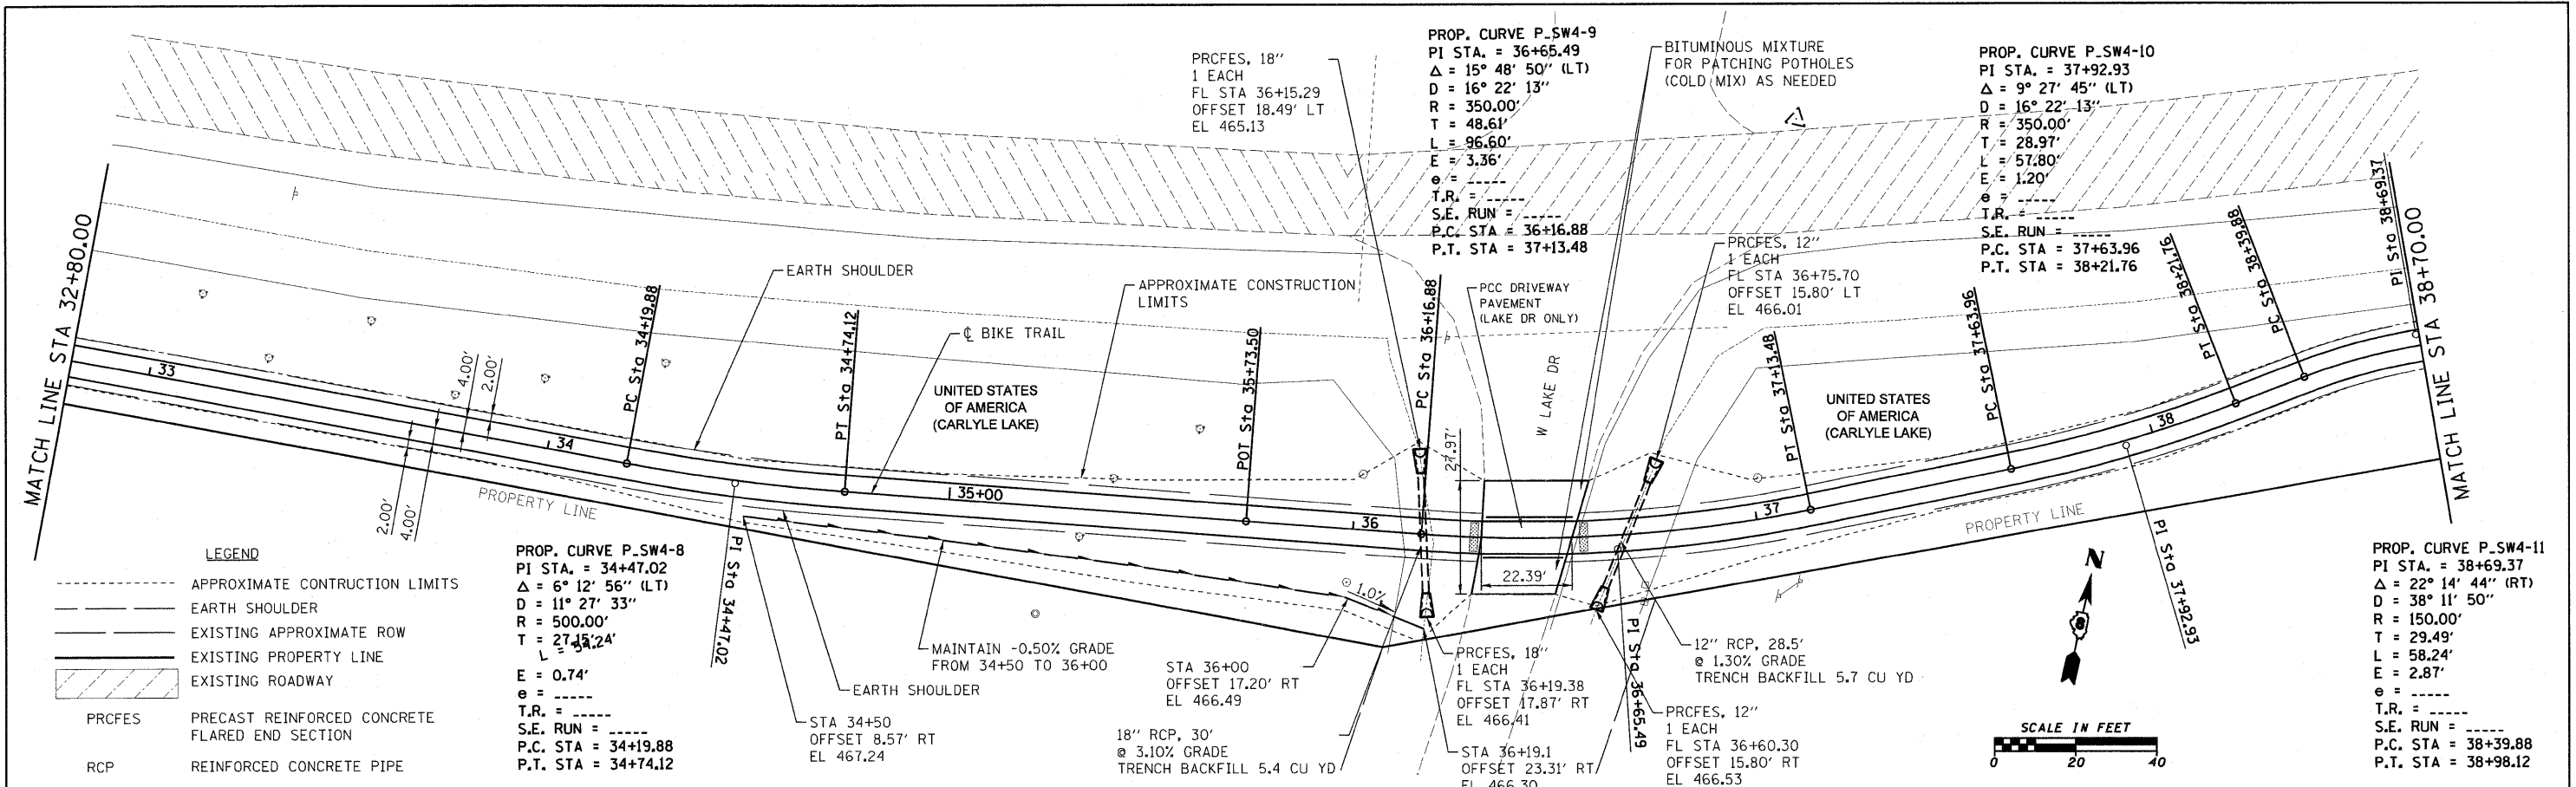 PRCFES, 18"
1 EACH
FL STA 36+15.29
OFFSET 18.49' LT
EL 465.13
PROP. CURVE P_SW4-9
PI STA. = 36+65.49
Δ = 15° 48' 50" (LT)
D = 16° 22' 13"
R = 350.00'
T = 48.61'
L = 96.60'
E = 3.36'
e = -----
T.R. = -----
S.E. RUN = -----
P.C. STA = 36+16.88
P.T. STA = 37+13.48
BITUMINOUS MIXTURE
FOR PATCHING POTHOLES
(COLD MIX) AS NEEDED
PROP. CURVE P_SW4-10
PI STA. = 37+92.93
Δ = 9° 27' 45" (LT)
D = 16° 22' 13"
R = 350.00'
T = 28.97'
L = 57.80'
E = 1.20'
e = -----
T.R. = -----
S.E. RUN = -----
P.C. STA = 37+63.96
P.T. STA = 38+21.76
MATCH LINE STA 32+80.00
33
4.00'
2.00'
2.00'
4.00'
34
PC Sta 34+19.88
EARTH SHOULDER
PT Sta 34+74.12
℄ BIKE TRAIL
UNITED STATES
OF AMERICA
(CARLYLE LAKE)
APPROXIMATE CONSTRUCTION
LIMITS
35+00
POT Sta 35+73.50
36
PC Sta 36+16.88
PCC DRIVEWAY
PAVEMENT
(LAKE DR ONLY)
W LAKE DR
27.97'
22.39'
PRCFES, 12"
1 EACH
FL STA 36+75.70
OFFSET 15.80' LT
EL 466.01
37
PT Sta 37+13.48
UNITED STATES
OF AMERICA
(CARLYLE LAKE)
PC Sta 37+63.96
38
PT Sta 38+21.76
PC Sta 38+39.88
PI Sta 38+69.37
MATCH LINE STA 38+70.00
PROPERTY LINE
PROPERTY LINE
LEGEND
APPROXIMATE CONTRUCTION LIMITS
EARTH SHOULDER
EXISTING APPROXIMATE ROW
EXISTING PROPERTY LINE
EXISTING ROADWAY
PRCFES PRECAST REINFORCED CONCRETE
FLARED END SECTION
RCP REINFORCED CONCRETE PIPE
PROP. CURVE P_SW4-8
PI STA. = 34+47.02
Δ = 6° 12' 56" (LT)
D = 11° 27' 33"
R = 500.00'
T = 27.15'
L = 54.24'
E = 0.74'
e = -----
T.R. = -----
S.E. RUN = -----
P.C. STA = 34+19.88
P.T. STA = 34+74.12
PI Sta 34+47.02
STA 34+50
OFFSET 8.57' RT
EL 467.24
EARTH SHOULDER
MAINTAIN -0.50% GRADE
FROM 34+50 TO 36+00
1.0%
STA 36+00
OFFSET 17.20' RT
EL 466.49
18" RCP, 30'
@ 3.10% GRADE
TRENCH BACKFILL 5.4 CU YD
PRCFES, 18"
1 EACH
FL STA 36+19.38
OFFSET 17.87' RT
EL 466.41
STA 36+19.1
OFFSET 23.31' RT
EL 466.30
PI Sta 36+65.49
12" RCP, 28.5'
@ 1.30% GRADE
TRENCH BACKFILL 5.7 CU YD
PRCFES, 12"
1 EACH
FL STA 36+60.30
OFFSET 15.80' RT
EL 466.53
N
8
PI Sta 37+92.93
SCALE IN FEET
0 20 40
PROP. CURVE P_SW4-11
PI STA. = 38+69.37
Δ = 22° 14' 44" (RT)
D = 38° 11' 50"
R = 150.00'
T = 29.49'
L = 58.24'
E = 2.87'
e = -----
T.R. = -----
S.E. RUN = -----
P.C. STA = 38+39.88
P.T. STA = 38+98.12